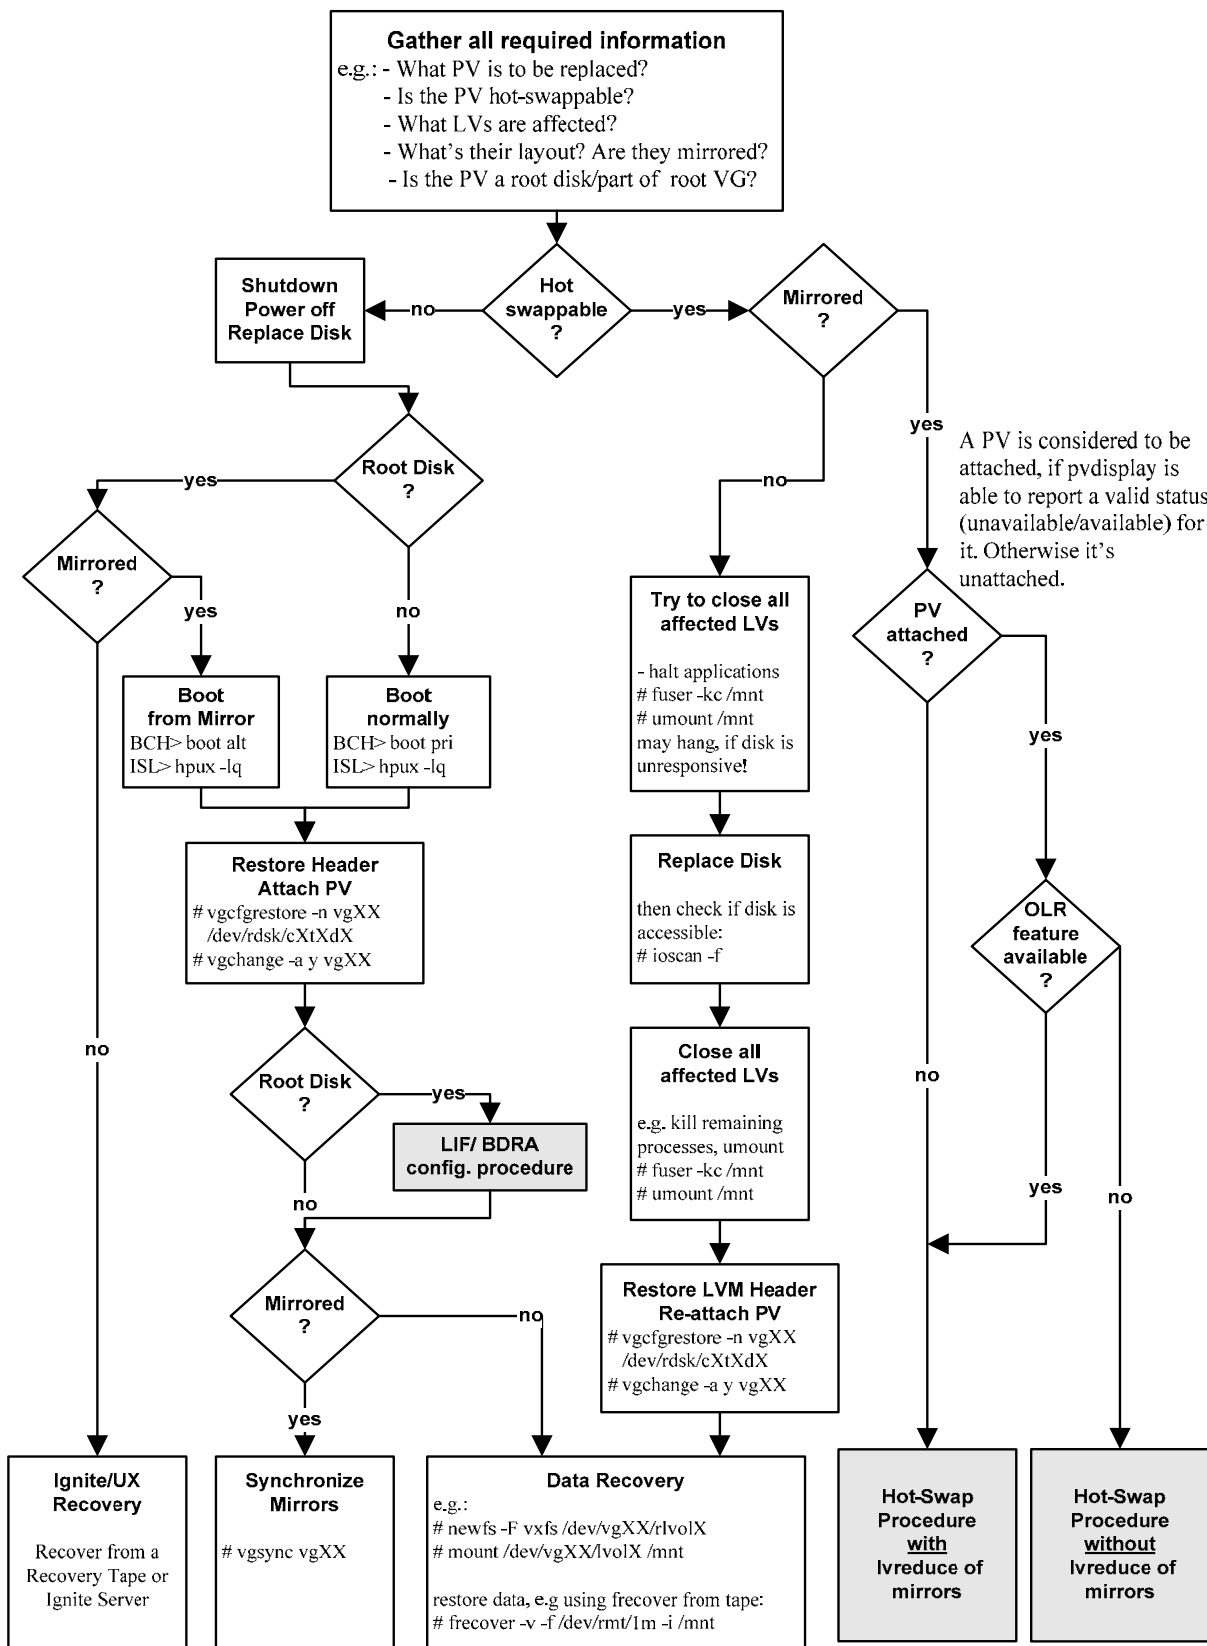 Gather all required information
e.g.: - What PV is to be replaced?
- Is the PV hot-swappable?
- What LVs are affected?
- What's their layout? Are they mirrored?
- Is the PV a root disk/part of root VG?
Shutdown
Power off
Replace Disk
no
Hot
swappable
?
yes
Mirrored
?
yes
A PV is considered to be
attached, if pvdisplay is
able to report a valid status
(unavailable/available) for
it. Otherwise it's
unattached.
Root Disk
?
yes
no
Mirrored
?
yes
no
Try to close all
affected LVs
- halt applications
# fuser -kc /mnt
# umount /mnt
may hang, if disk is
unresponsive!
PV
attached
?
yes
Boot
from Mirror
BCH> boot alt
ISL> hpux -lq
Boot
normally
BCH> boot pri
ISL> hpux -lq
Restore Header
Attach PV
# vgcfgrestore -n vgXX
/dev/rdsk/cXtXdX
# vgchange -a y vgXX
Replace Disk
then check if disk is
accessible:
# ioscan -f
OLR
feature
available
?
no
Root Disk
?
yes
LIF/ BDRA
config. procedure
no
Close all
affected LVs
e.g. kill remaining
processes, umount
# fuser -kc /mnt
# umount /mnt
no
yes
no
Mirrored
?
no
yes
Restore LVM Header
Re-attach PV
# vgcfgrestore -n vgXX
/dev/rdsk/cXtXdX
# vgchange -a y vgXX
Ignite/UX
Recovery
Recover from a
Recovery Tape or
Ignite Server
Synchronize
Mirrors
# vgsync vgXX
Data Recovery
e.g.:
# newfs -F vxfs /dev/vgXX/rlvolX
# mount /dev/vgXX/lvolX /mnt
restore data, e.g using frecover from tape:
# frecover -v -f /dev/rmt/1m -i /mnt
Hot-Swap
Procedure
with
lvreduce of
mirrors
Hot-Swap
Procedure
without
lvreduce of
mirrors